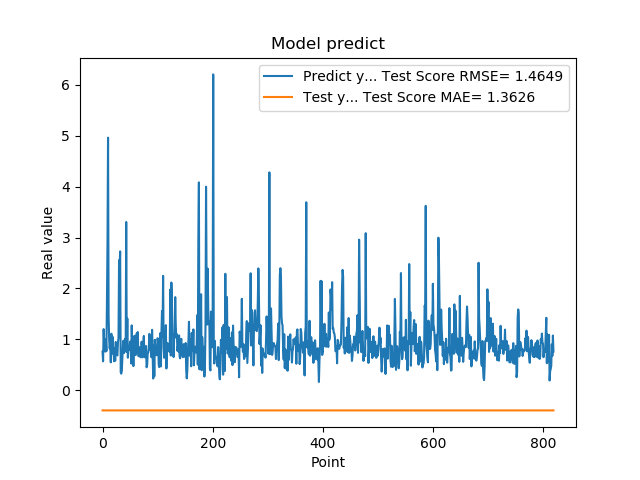 Model predict
Predict y... Test Score RMSE= 1.4649
Test y... Test Score MAE= 1.3626
6
5
4
3
2
1
0
Real value
0 200 400 600 800
Point